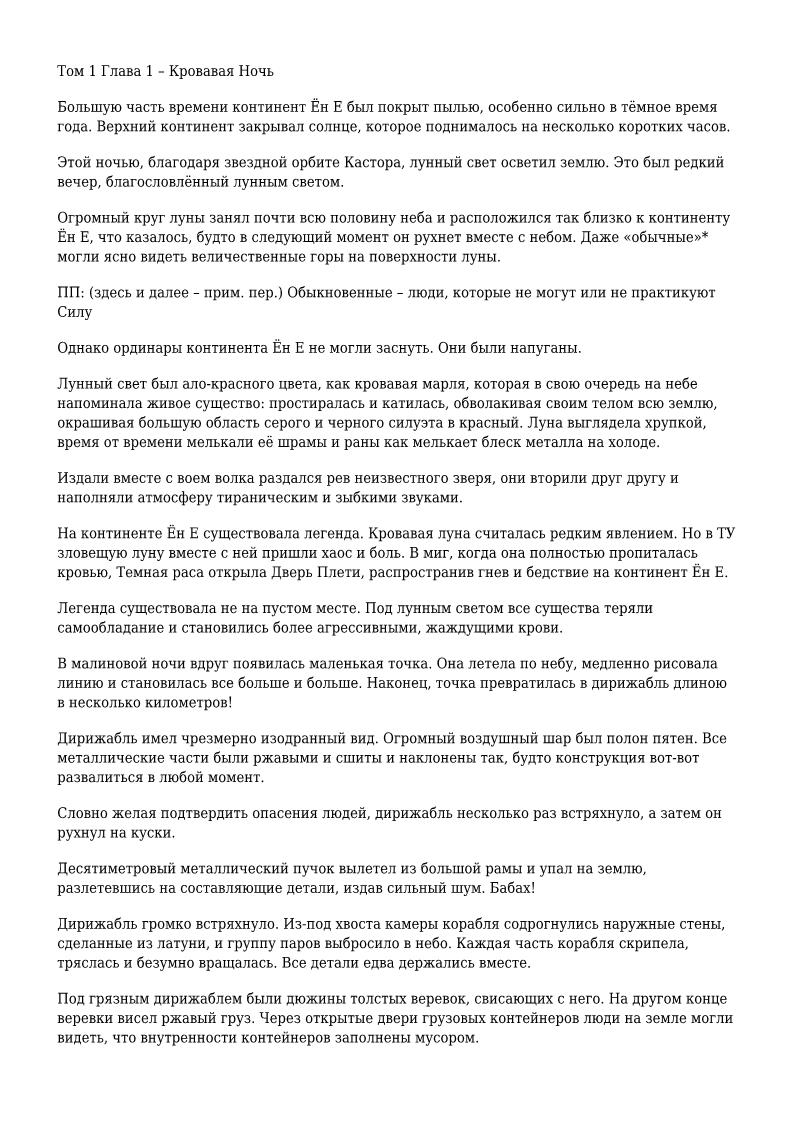 Том 1 Глава 1 – Кровавая Ночь
Большую часть времени континент Ён Е был покрыт пылью, особенно сильно в тёмное время
года. Верхний континент закрывал солнце, которое поднималось на несколько коротких часов.
Этой ночью, благодаря звездной орбите Кастора, лунный свет осветил землю. Это был редкий
вечер, благословлённый лунным светом.
Огромный круг луны занял почти всю половину неба и расположился так близко к континенту
Ён Е, что казалось, будто в следующий момент он рухнет вместе с небом. Даже «обычные»*
могли ясно видеть величественные горы на поверхности луны.
ПП: (здесь и далее – прим. пер.) Обыкновенные – люди, которые не могут или не практикуют
Силу
Однако ординары континента Ён Е не могли заснуть. Они были напуганы.
Лунный свет был ало-красного цвета, как кровавая марля, которая в свою очередь на небе
напоминала живое существо: простиралась и катилась, обволакивая своим телом всю землю,
окрашивая большую область серого и черного силуэта в красный. Луна выглядела хрупкой,
время от времени мелькали её шрамы и раны как мелькает блеск металла на холоде.
Издали вместе с воем волка раздался рев неизвестного зверя, они вторили друг другу и
наполняли атмосферу тираническим и зыбкими звуками.
На континенте Ён Е существовала легенда. Кровавая луна считалась редким явлением. Но в ТУ
зловещую луну вместе с ней пришли хаос и боль. В миг, когда она полностью пропиталась
кровью, Темная раса открыла Дверь Плети, распространив гнев и бедствие на континент Ён Е.
Легенда существовала не на пустом месте. Под лунным светом все существа теряли
самообладание и становились более агрессивными, жаждущими крови.
В малиновой ночи вдруг появилась маленькая точка. Она летела по небу, медленно рисовала
линию и становилась все больше и больше. Наконец, точка превратилась в дирижабль длиною
в несколько километров!
Дирижабль имел чрезмерно изодранный вид. Огромный воздушный шар был полон пятен. Все
металлические части были ржавыми и сшиты и наклонены так, будто конструкция вот-вот
развалиться в любой момент.
Словно желая подтвердить опасения людей, дирижабль несколько раз встряхнуло, а затем он
рухнул на куски.
Десятиметровый металлический пучок вылетел из большой рамы и упал на землю,
разлетевшись на составляющие детали, издав сильный шум. Бабах!
Дирижабль громко встряхнуло. Из-под хвоста камеры корабля содрогнулись наружные стены,
сделанные из латуни, и группу паров выбросило в небо. Каждая часть корабля скрипела,
тряслась и безумно вращалась. Все детали едва держались вместе.
Под грязным дирижаблем были дюжины толстых веревок, свисающих с него. На другом конце
веревки висел ржавый груз. Через открытые двери грузовых контейнеров люди на земле могли
видеть, что внутренности контейнеров заполнены мусором.